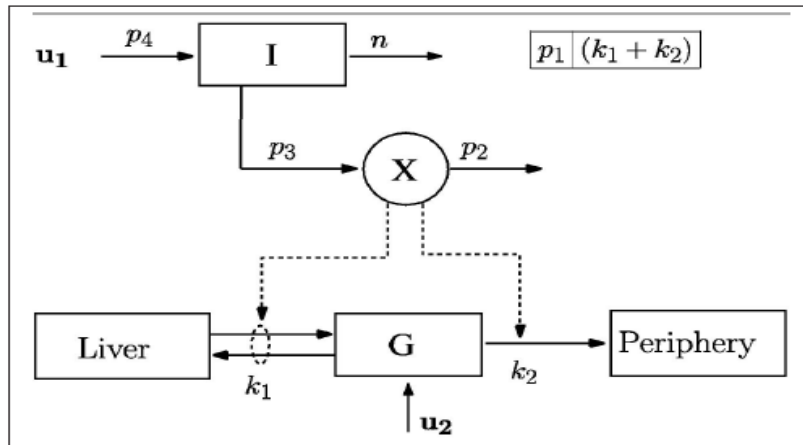 u₁ p₄ I n p₁ (k₁ + k₂)
p₃ X p₂
Liver G Periphery
k₁ k₂
u₂